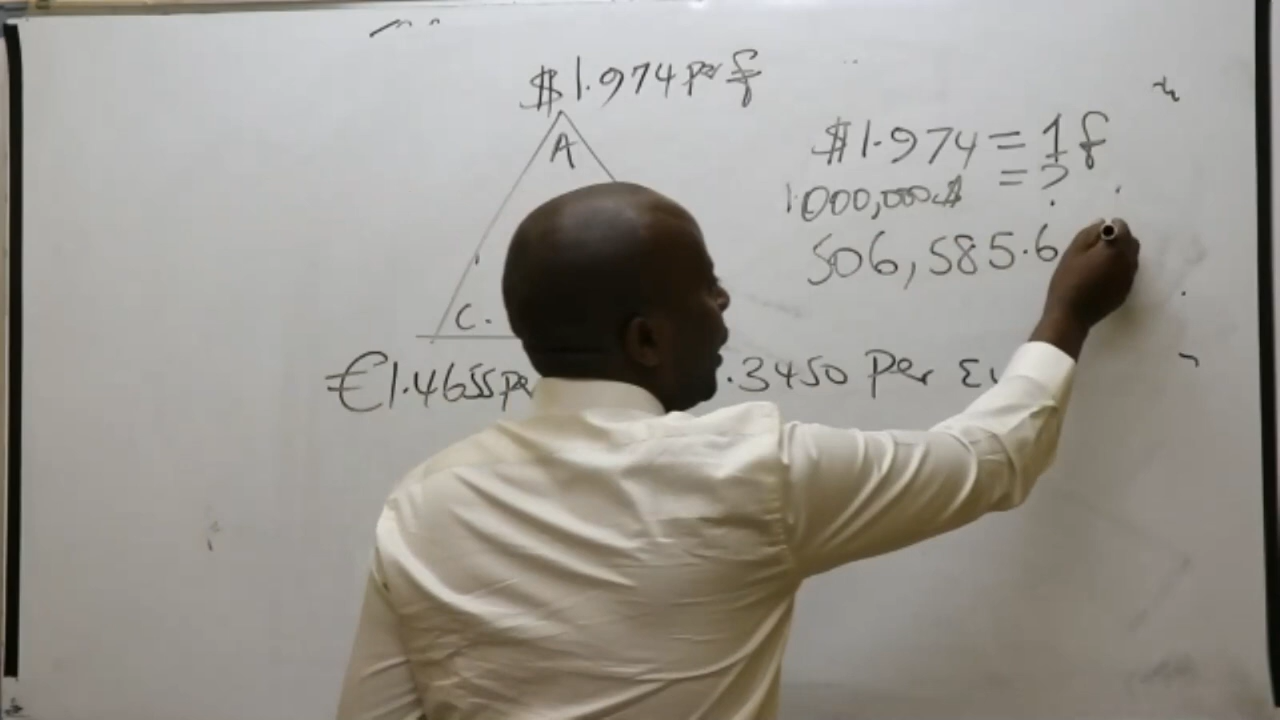 $1.974 per £
A
$1.974 = 1 £
1,000,000.$ = ?
506,585.6
C.
€1.4655 per
.3450 per